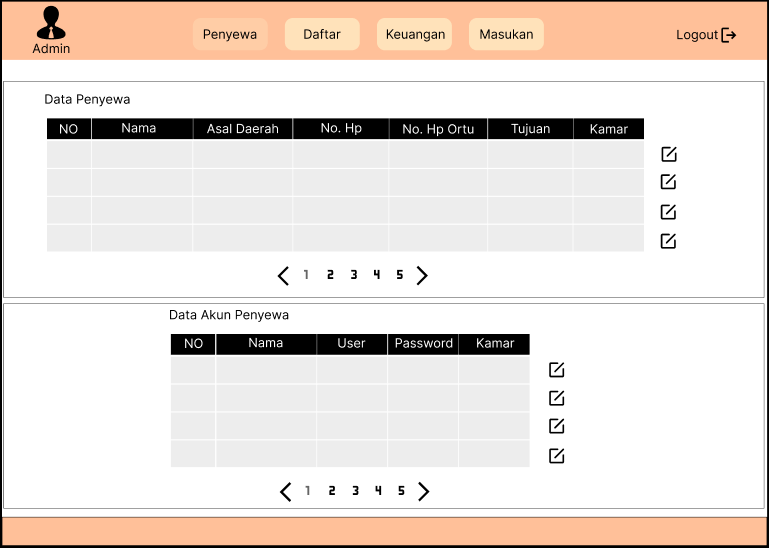 Admin
Penyewa Daftar Keuangan Masukan
Logout
Data Penyewa
NO Nama Asal Daerah No. Hp No. Hp Ortu Tujuan Kamar
1 2 3 4 5
Data Akun Penyewa
NO Nama User Password Kamar
1 2 3 4 5